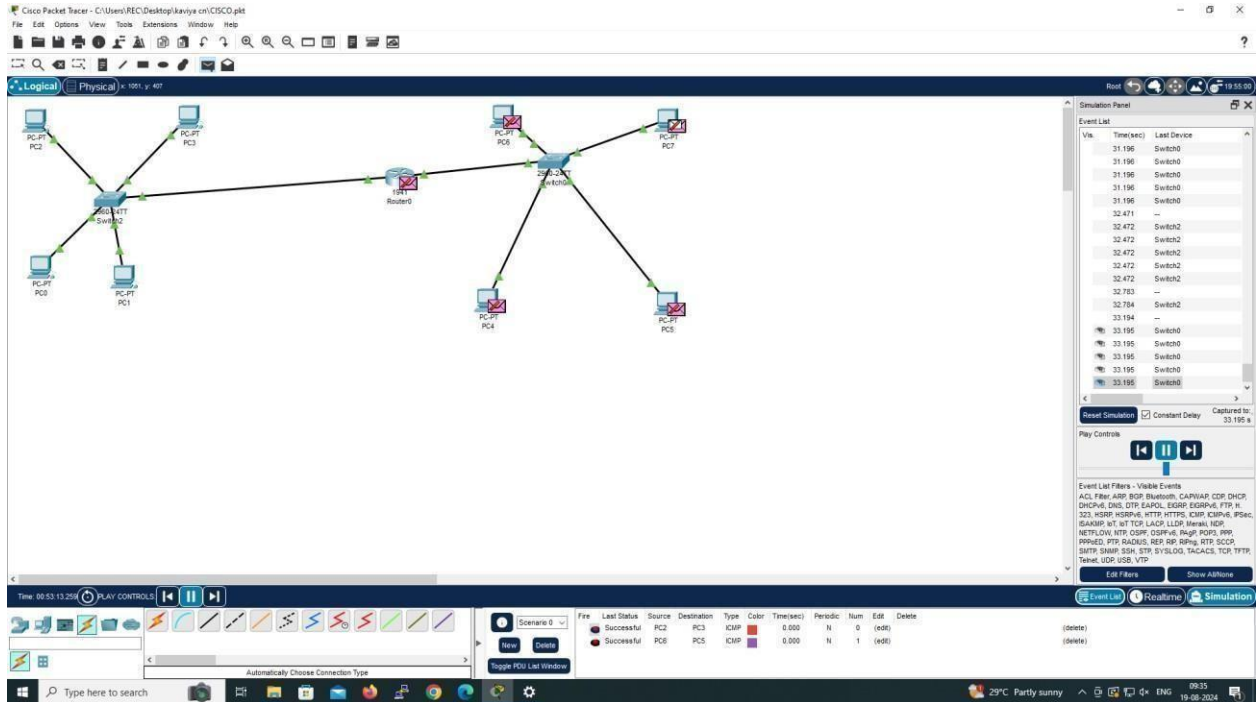 Cisco Packet Tracer - C:\Users\REC\Desktop\kaviya cn\CISCO.pkt
File Edit Options View Tools Extensions Window Help
?
Logical Physical x: 1051, y: 407 Root 19:55:00
PC-PT
PC2
PC-PT
PC3
2960-24TT
Switch2
PC-PT
PC0
PC-PT
PC1
1941
Router0
PC-PT
PC6
PC-PT
PC7
2960-24TT
Switch0
PC-PT
PC4
PC-PT
PC5
Simulation Panel
Event List
Vis. Time(sec) Last Device
31.196 Switch0
31.196 Switch0
31.196 Switch0
31.196 Switch0
31.196 Switch0
32.471 --
32.472 Switch2
32.472 Switch2
32.472 Switch2
32.472 Switch2
32.783 --
32.784 Switch2
33.194 --
33.195 Switch0
33.195 Switch0
33.195 Switch0
33.195 Switch0
33.195 Switch0
Reset Simulation Constant Delay Captured to:
33.195 s
Play Controls
Event List Filters - Visible Events
ACL Filter, ARP, BGP, Bluetooth, CAPWAP, CDP, DHCP,
DHCPv6, DNS, DTP, EAPOL, EIGRP, EIGRPv6, FTP, H.
323, HSRP, HSRPv6, HTTP, HTTPS, ICMP, ICMPv6, IPSec,
ISAKMP, IoT, IoT TCP, LACP, LLDP, Meraki, NDP,
NETFLOW, NTP, OSPF, OSPFv6, PAgP, POP3, PPP,
PPPoED, PTP, RADIUS, REP, RIP, RIPng, RTP, SCCP,
SMTP, SNMP, SSH, STP, SYSLOG, TACACS, TCP, TFTP,
Telnet, UDP, USB, VTP
Edit Filters Show All/None
Time: 00:53:13.259 PLAY CONTROLS: Event List Realtime Simulation
Automatically Choose Connection Type
Scenario 0
New Delete
Toggle PDU List Window
Fire Last Status Source Destination Type Color Time(sec) Periodic Num Edit Delete
Successful PC2 PC3 ICMP 0.000 N 0 (edit) (delete)
Successful PC6 PC5 ICMP 0.000 N 1 (edit) (delete)
Type here to search
29°C Partly sunny ENG 09:35
19-08-2024